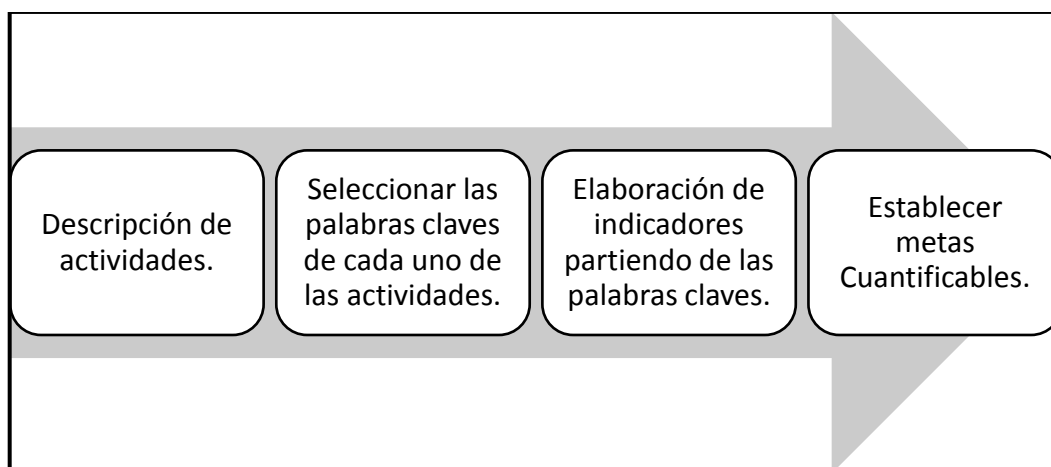 Descripción de
actividades.
Seleccionar las
palabras claves
de cada uno de
las actividades.
Elaboración de
indicadores
partiendo de las
palabras claves.
Establecer
metas
Cuantificables.